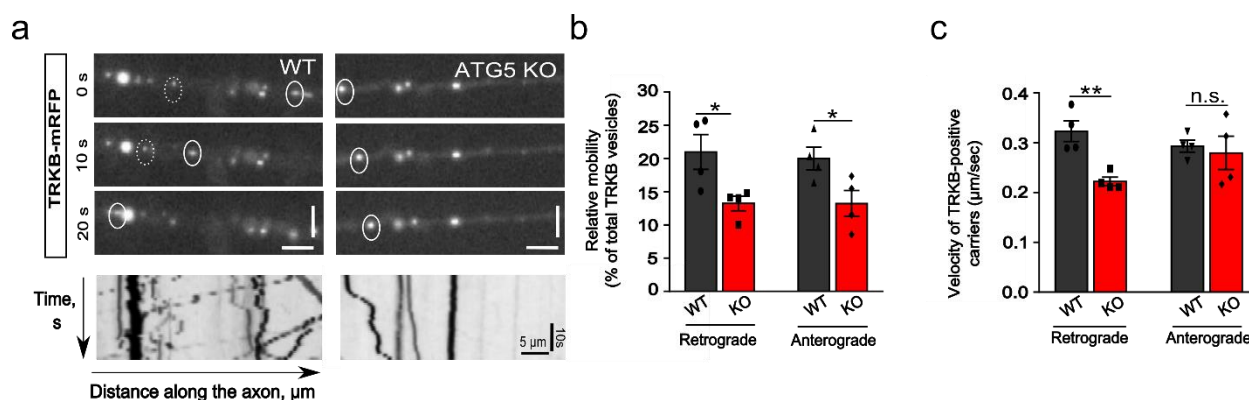 a
TRKB-mRFP
0 s
10 s
20 s
WT
ATG5 KO
Time,
s
5 µm
10s
Distance along the axon, µm
b
Relative mobility
(% of total TRKB vesicles)
30
25
20
15
10
5
0
*
*
WT
KO
WT
KO
Retrograde
Anterograde
c
Velocity of TRKB-positive
carriers (µm/sec)
0.4
0.3
0.2
0.1
0.0
**
n.s.
WT
KO
WT
KO
Retrograde
Anterograde